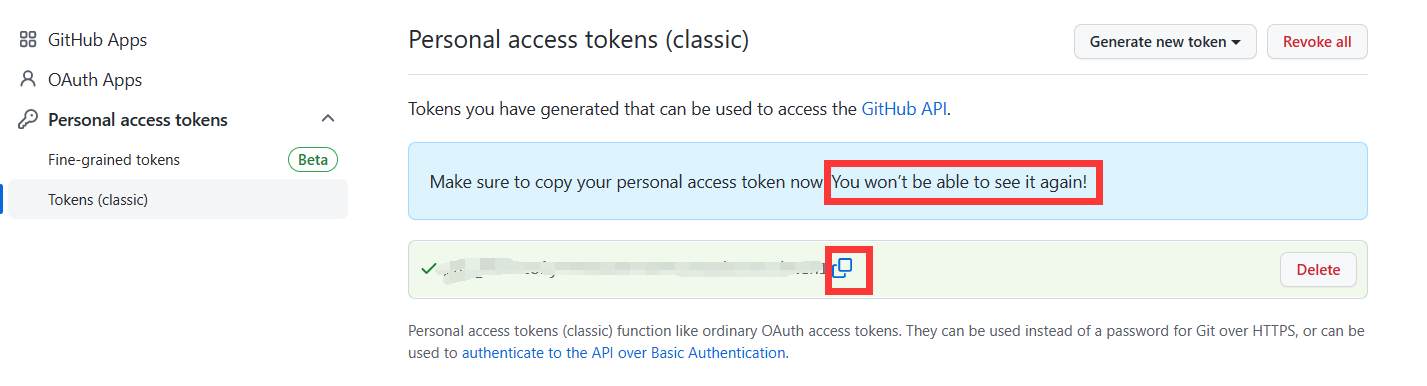 GitHub Apps
OAuth Apps
Personal access tokens
Fine-grained tokens
Beta
Tokens (classic)
Personal access tokens (classic)
Generate new token
Revoke all
Tokens you have generated that can be used to access the GitHub API.
Make sure to copy your personal access token now You won't be able to see it again!
Delete
Personal access tokens (classic) function like ordinary OAuth access tokens. They can be used instead of a password for Git over HTTPS, or can be
used to authenticate to the API over Basic Authentication.